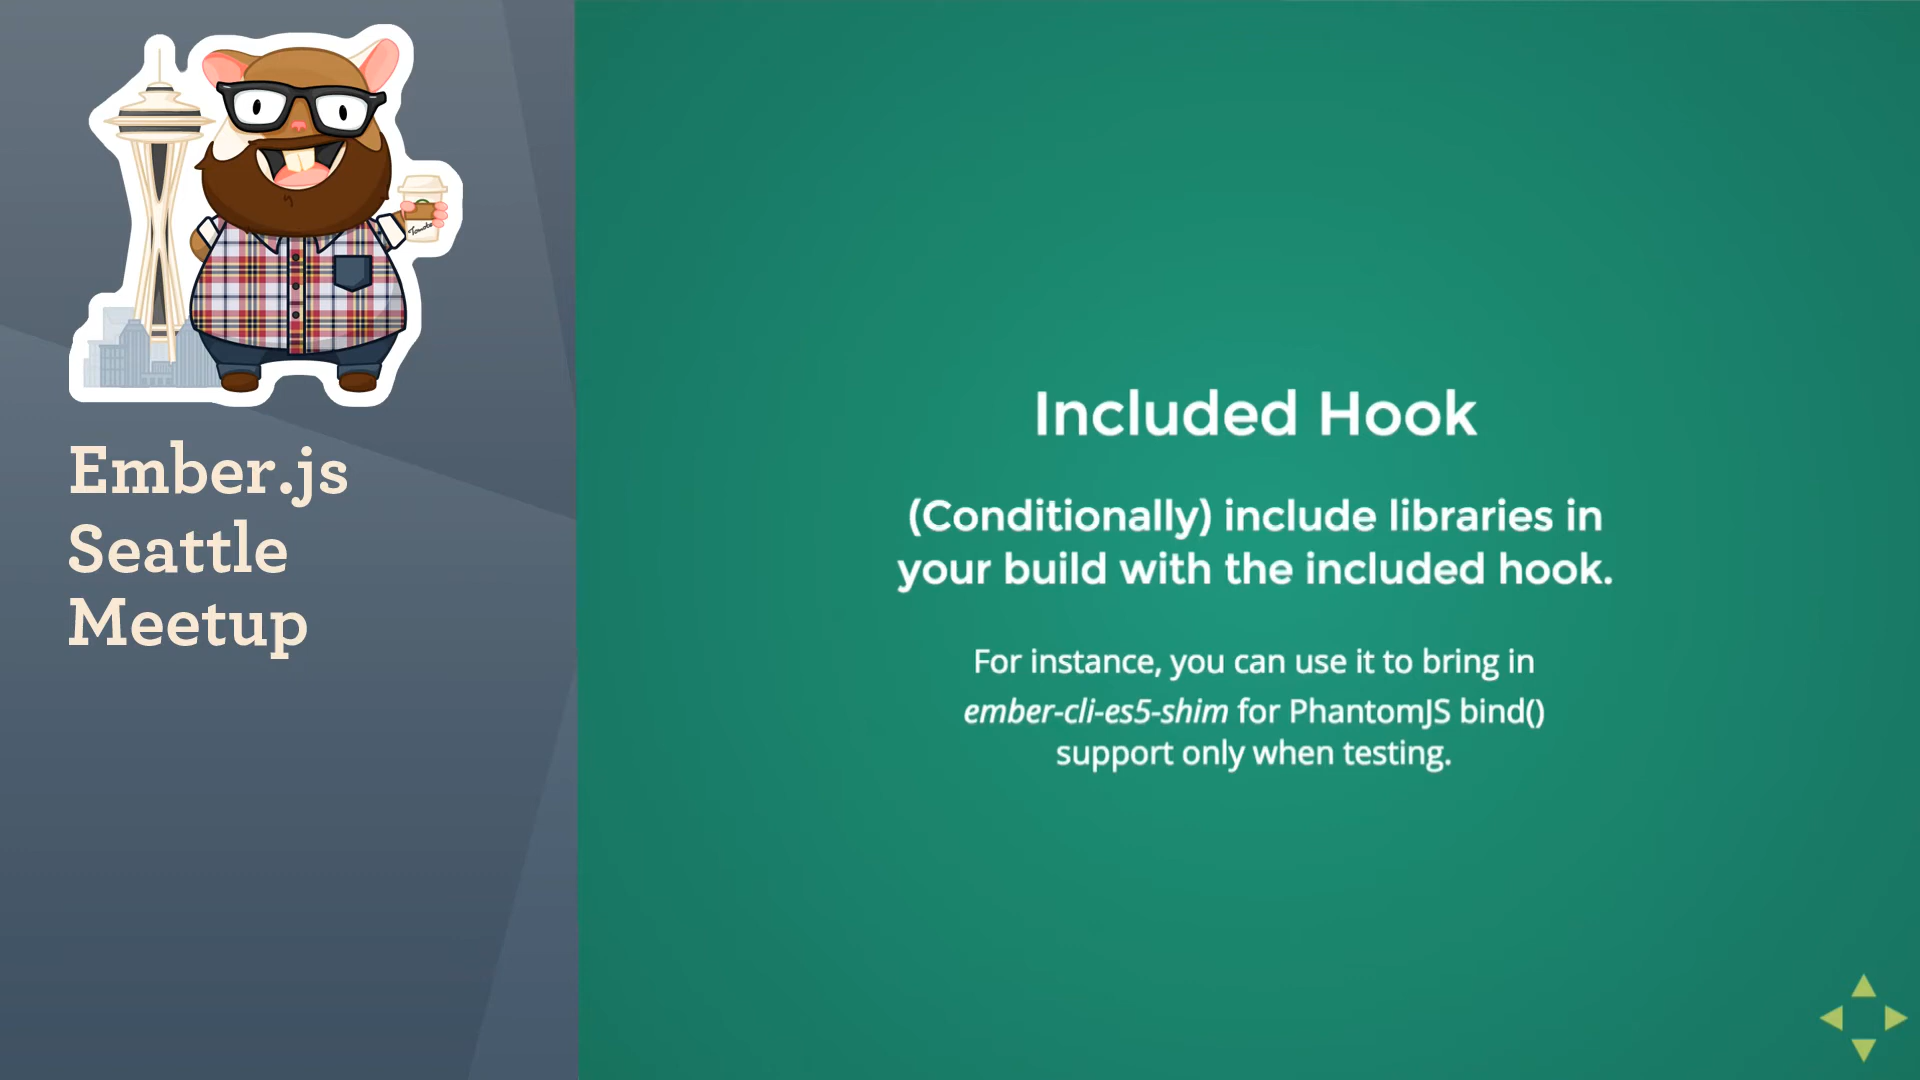 Ember.js
Seattle
Meetup
Included Hook
(Conditionally) include libraries in
your build with the included hook.
For instance, you can use it to bring in
ember-cli-es5-shim for PhantomJS bind()
support only when testing.